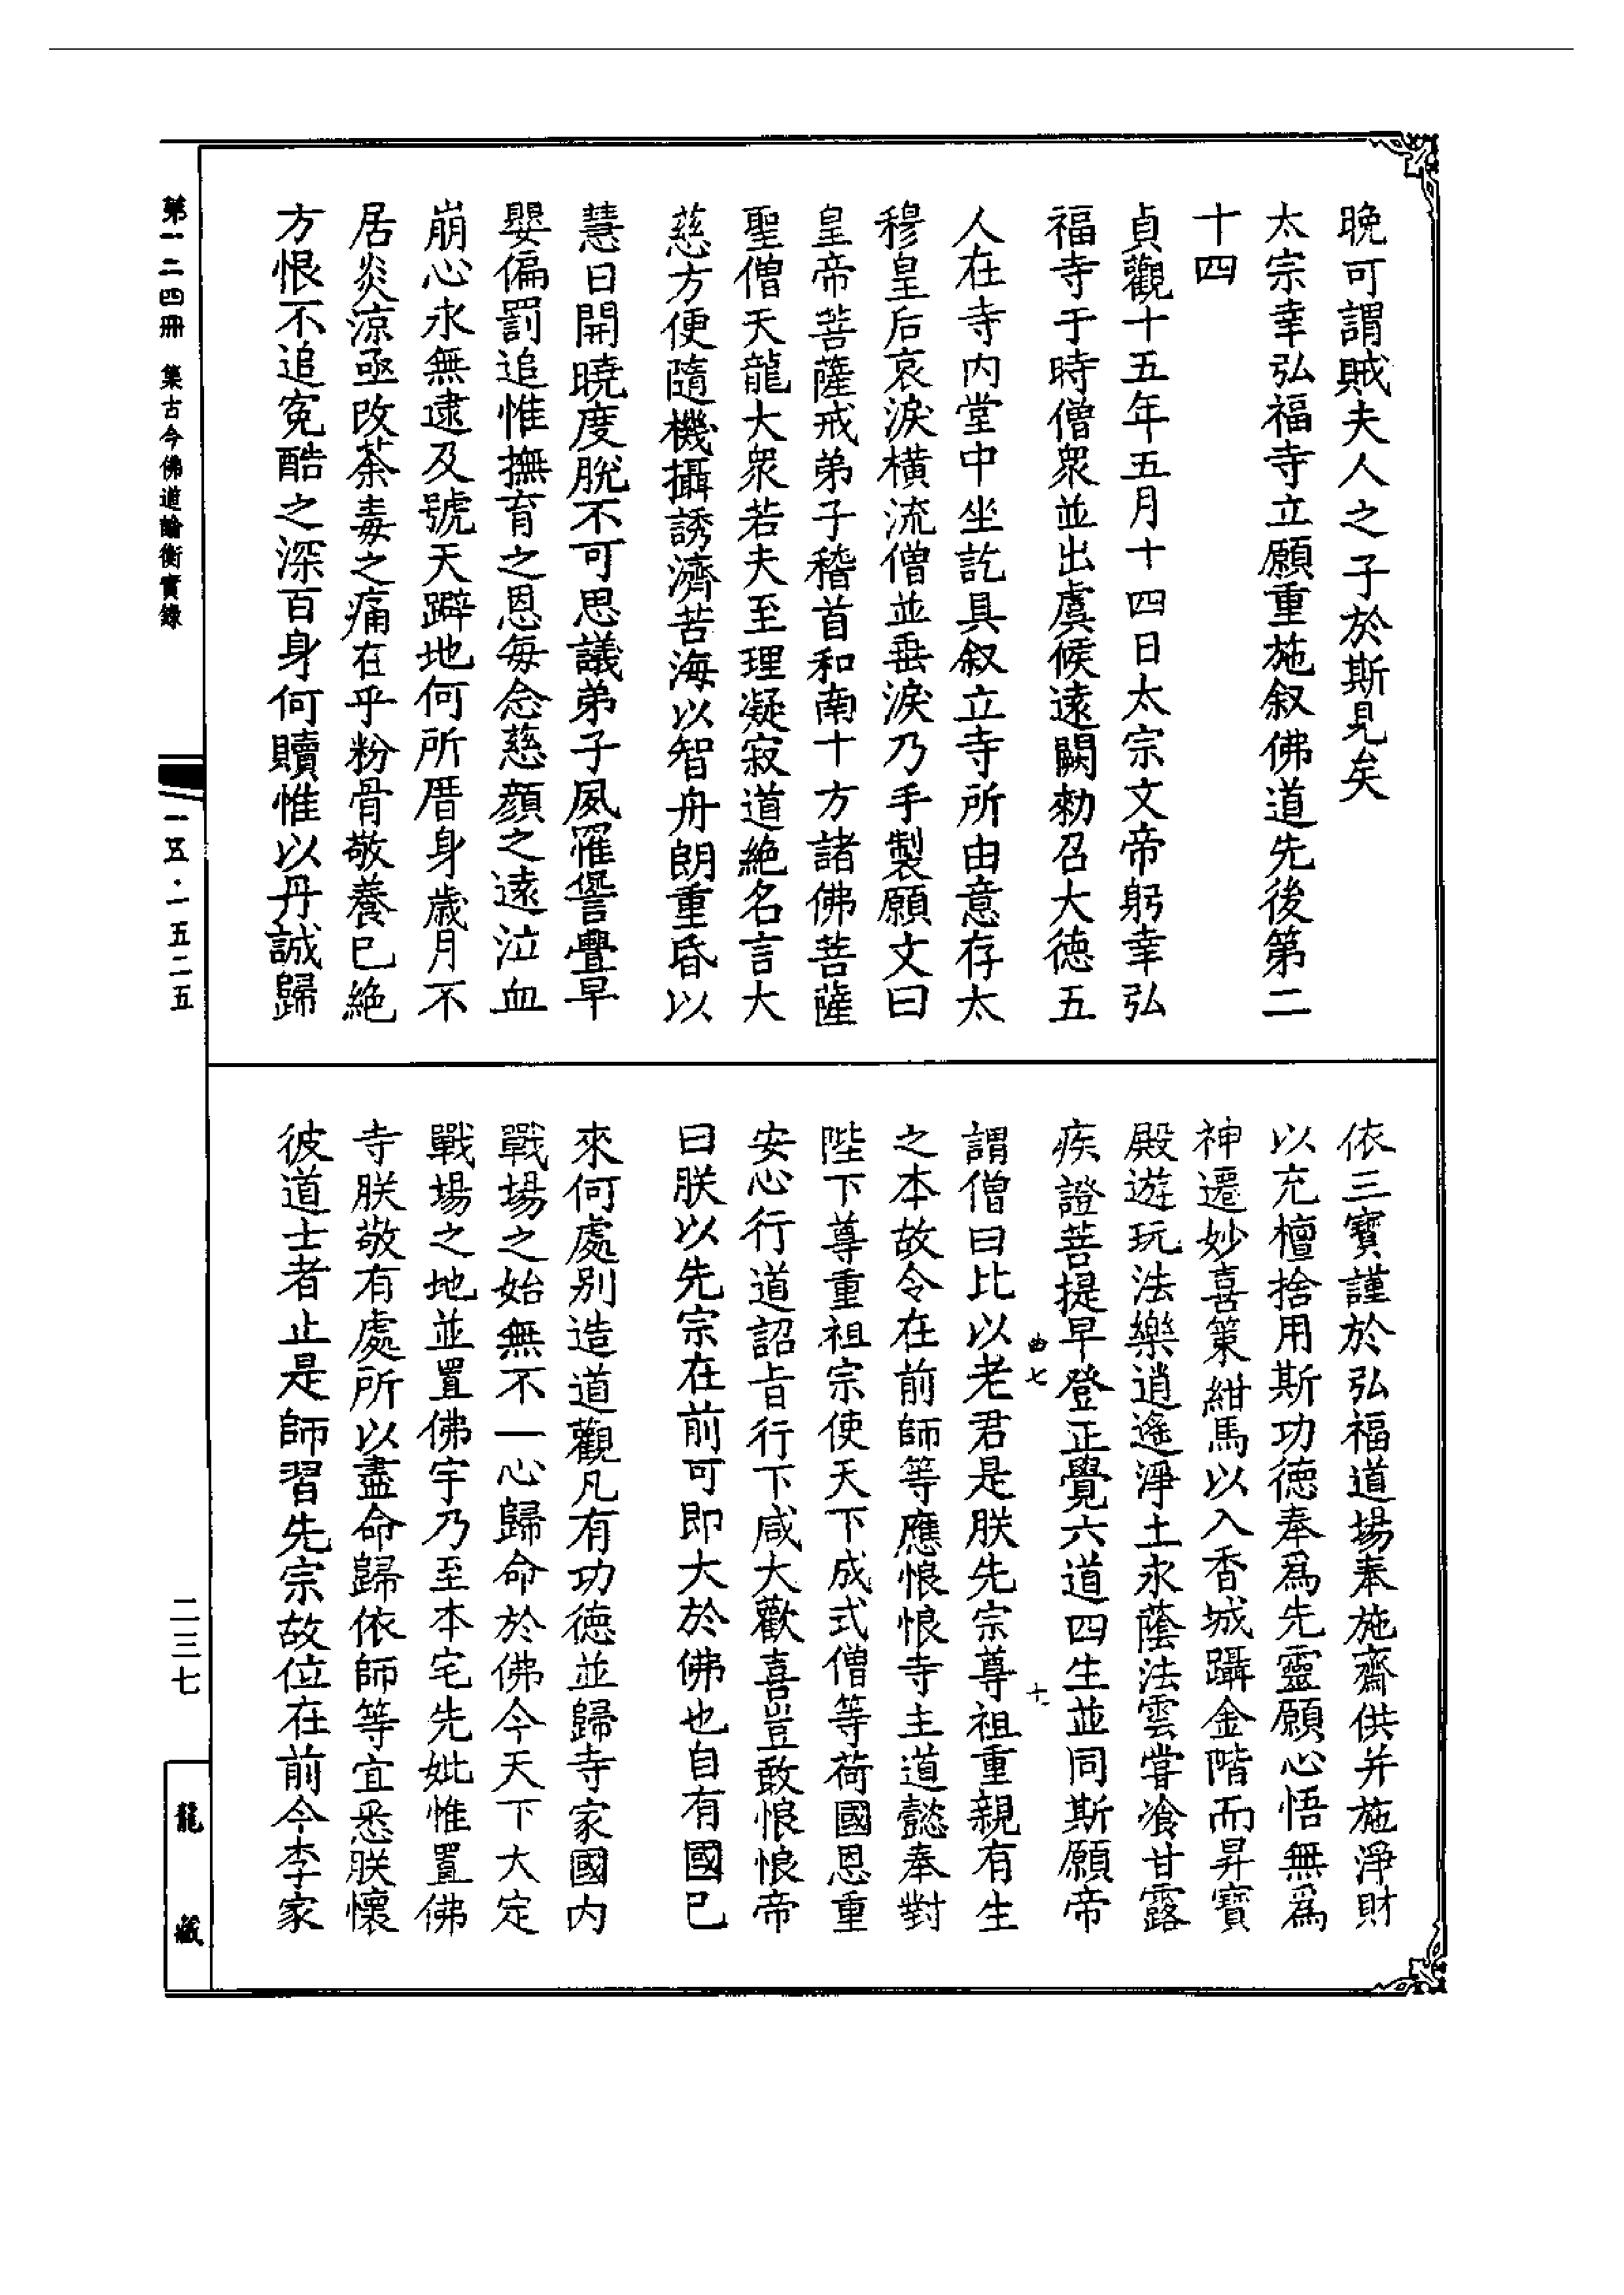 晚可謂賊夫人之子於斯見矣
太宗幸弘福寺立願重施叙佛道先後第二
十四
貞觀十五年五月十四日太宗文帝躬幸弘
福寺于時僧眾並出虞候遠闕勅召大德五
人在寺内堂中坐訖具叙立寺所由意存太
穆皇后哀淚橫流僧並垂淚乃手製願文曰
皇帝菩薩戒弟子稽首和南十方諸佛菩薩
聖僧天龍大眾若夫至理凝寂道絶名言大
慈方便隨機攝誘濟苦海以智舟朗重昏以
慧日開曉度脫不可思議弟子夙罹諐舋早
嬰偏罰追惟撫育之恩每念慈顏之遠泣血
崩心永無逮及號天躃地何所厝身歲月不
居炎涼亟改荼毒之痛在乎粉骨敬養已絶
方恨不追寃酷之深百身何贖惟以丹誠歸
依三寶謹於弘福道場奉施齋供并施淨財
以充檀捨用斯功德奉為先靈願心悟無為
神遷妙喜策紺馬以入香城躡金階而昇寶
殿遊玩法樂逍遙淨土永蔭法雲甞飡甘露
疾證菩提早登正覺六道四生並同斯願帝
曲七
十
謂僧曰比以老君是朕先宗尊祖重親有生
之本故令在前師等應悢悢寺主道懿奉對
陛下尊重祖宗使天下成式僧等荷國恩重
安心行道詔旨行下咸大歡喜豈敢悢悢帝
曰朕以先宗在前可即大於佛也自有國已
來何處別造道觀凡有功德並歸寺家國内
戰場之始無不一心歸命於佛今天下大定
戰場之地並置佛宇乃至本宅先妣惟置佛
寺朕敬有處所以盡命歸依師等宜悉朕懷
彼道士者止是師習先宗故位在前今李家
第一二四冊 集古今佛道論衡實錄
一五·一五二五
二三七
龍藏